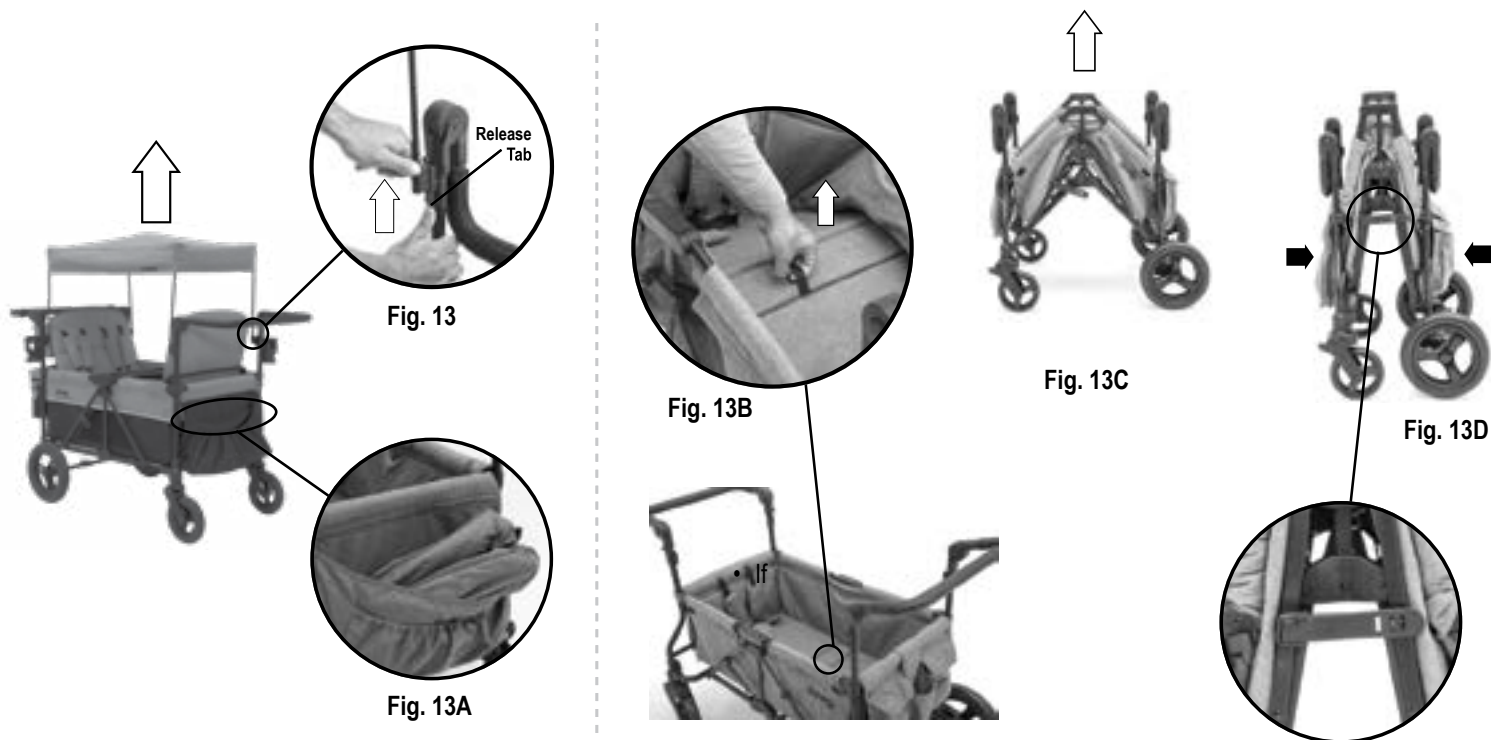 Release
Tab
Fig. 13
Fig. 13A
Fig. 13B
• If
Fig. 13C
Fig. 13D